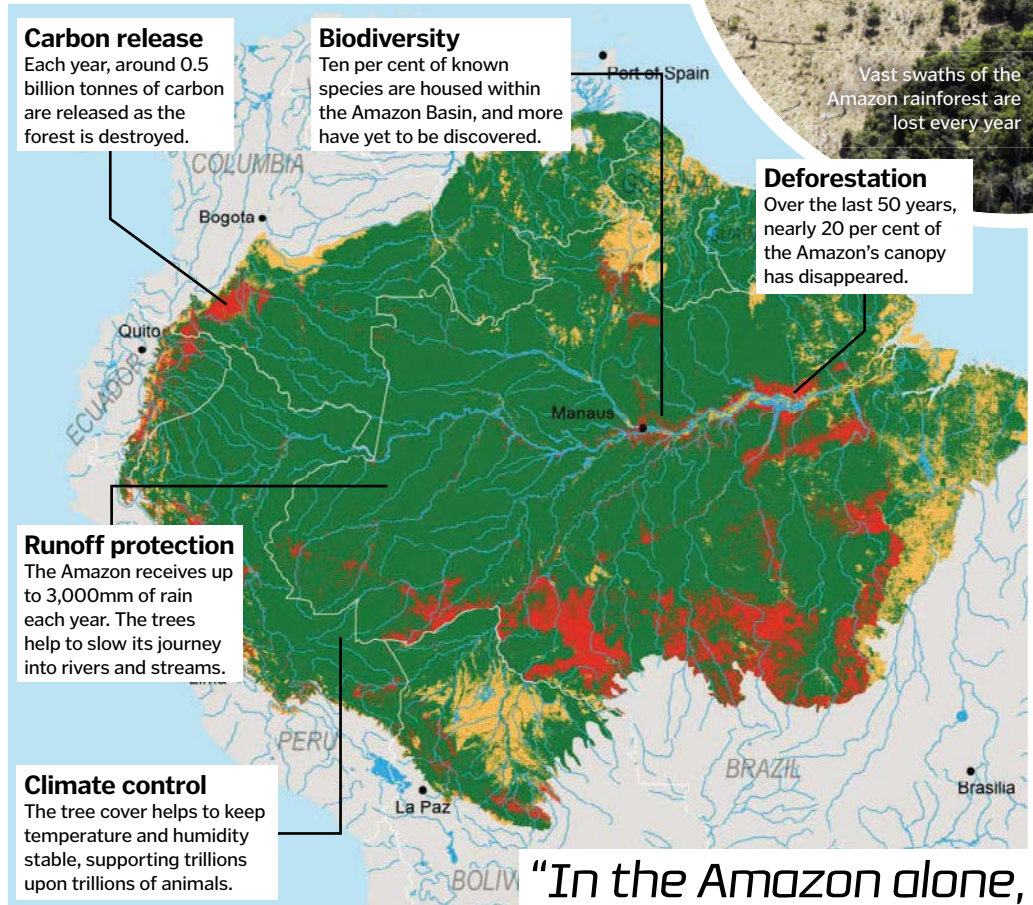 Carbon release
Each year, around 0.5
billion tonnes of carbon
are released as the
forest is destroyed.
Biodiversity
Ten per cent of known
species are housed within
the Amazon Basin, and more
have yet to be discovered.
Port of Spain
Vast swaths of the
Amazon rainforest are
lost every year
COLUMBIA
Deforestation
Over the last 50 years,
nearly 20 per cent of
the Amazon's canopy
has disappeared.
Bogota
Quito
ECUADOR
Manaus
Runoff protection
The Amazon receives up
to 3,000mm of rain
each year. The trees
help to slow its journey
into rivers and streams.
PERU
BRAZIL
Brasilia
Climate control
The tree cover helps to keep
temperature and humidity
stable, supporting trillions
upon trillions of animals.
La Paz
"In the Amazon alone,